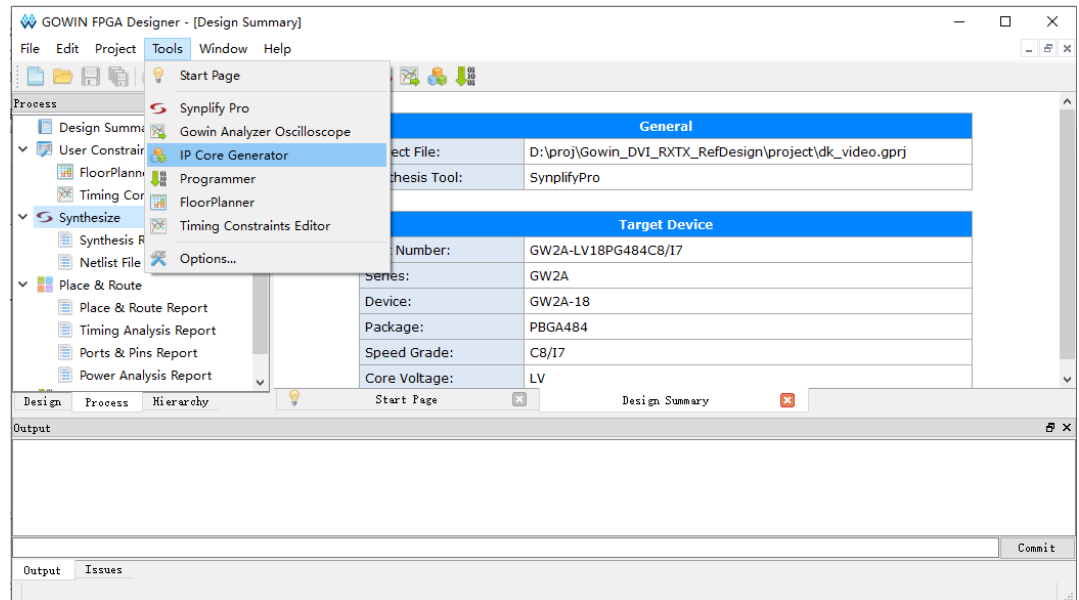 GOWIN FPGA Designer - [Design Summary]
File Edit Project Tools Window Help
Start Page
Synplify Pro
Gowin Analyzer Oscilloscope
IP Core Generator
Programmer
FloorPlanner
Timing Constraints Editor
Options...
Process
Design Summa
User Constrain
FloorPlann
Timing Cor
Synthesize
Synthesis R
Netlist File
Place & Route
Place & Route Report
Timing Analysis Report
Ports & Pins Report
Power Analysis Report
Design Process Hierarchy
General
ect File: D:\proj\Gowin_DVI_RXTX_RefDesign\project\dk_video.gprj
thesis Tool: SynplifyPro
Target Device
Number: GW2A-LV18PG484C8/I7
Series: GW2A
Device: GW2A-18
Package: PBGA484
Speed Grade: C8/I7
Core Voltage: LV
Start Page Design Summary
Output
Commit
Output Issues